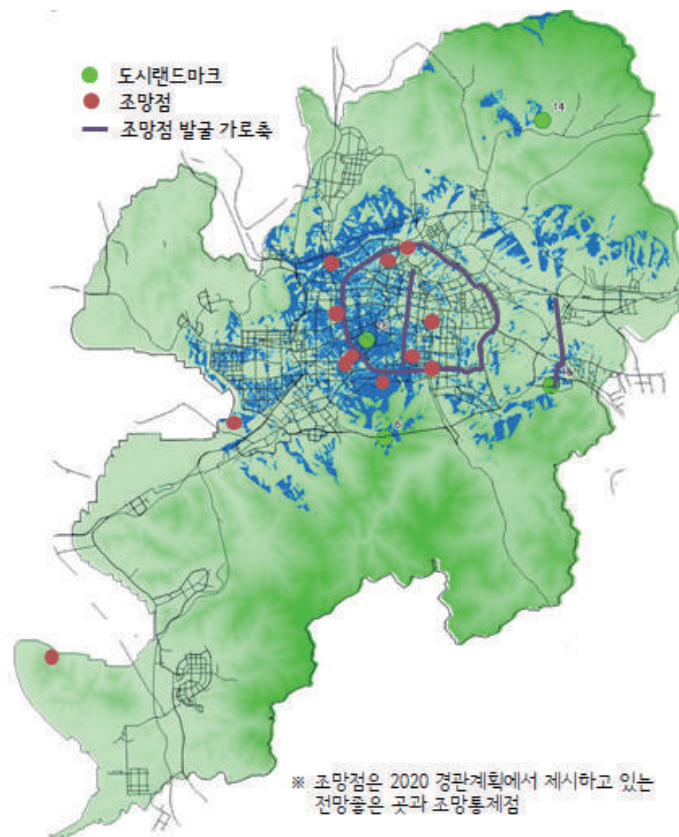 도시랜드마크
조망점
조망점 발굴 가로축
14
6
※ 조망점은 2020 경관계획에서 제시하고 있는
전망좋은 곳과 조망통제점